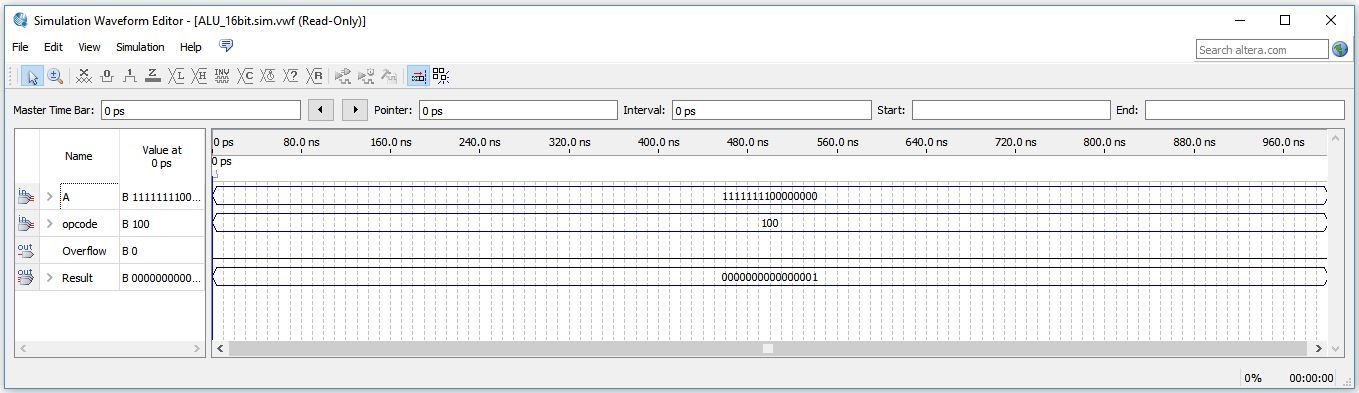 Simulation Waveform Editor - [ALU_16bit.sim.vwf (Read-Only)]
File Edit View Simulation Help
Search altera.com
X 0 1 Z L H INV C ? R
Master Time Bar: 0 ps Pointer: 0 ps Interval: 0 ps Start: End:
Name Value at 0 ps
0 ps 80.0 ns 160.0 ns 240.0 ns 320.0 ns 400.0 ns 480.0 ns 560.0 ns 640.0 ns 720.0 ns 800.0 ns 880.0 ns 960.0 ns
0 ps
in A B 1111111100... 1111111100000000
in opcode B 100 100
out Overflow B 0
out Result B 0000000000... 0000000000000001
0% 00:00:00